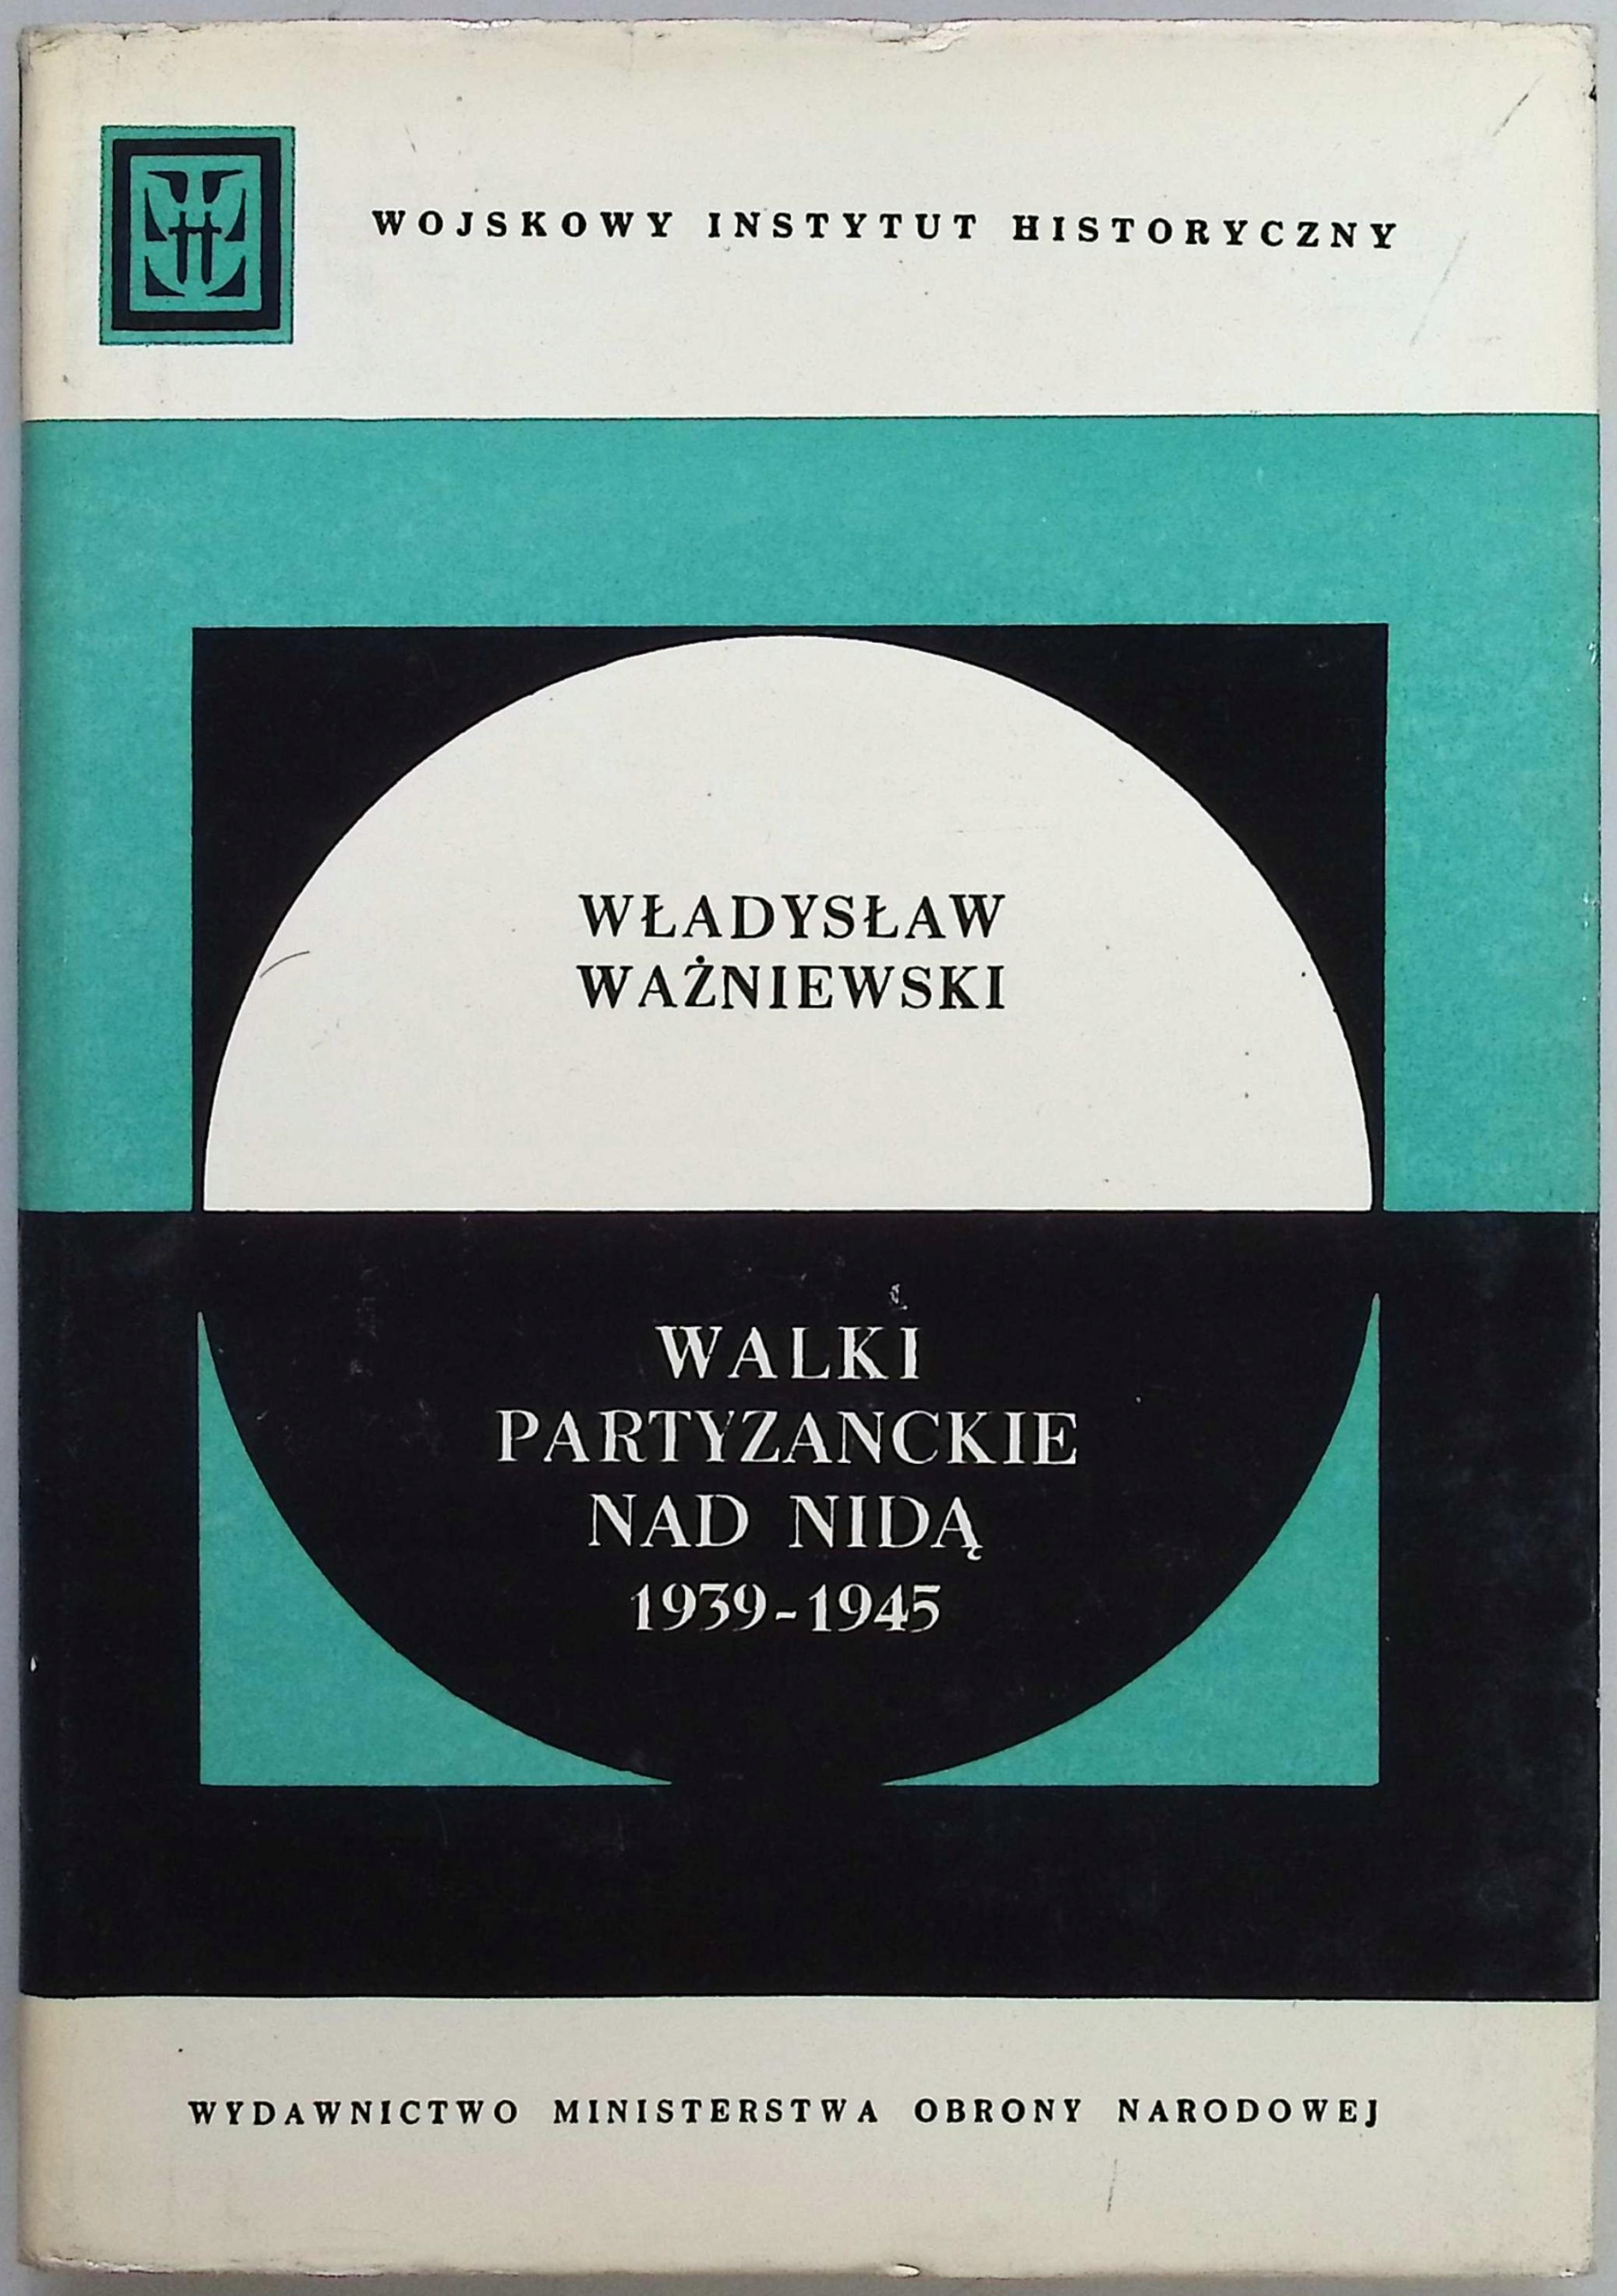 WOJSKOWY INSTYTUT HISTORYCZNY
WŁADYSŁAW
WAŻNIEWSKI
WALKI
PARTYZANCKIE
NAD NIDĄ
1939-1945
WYDAWNICTWO MINISTERSTWA OBRONY NARODOWEJ